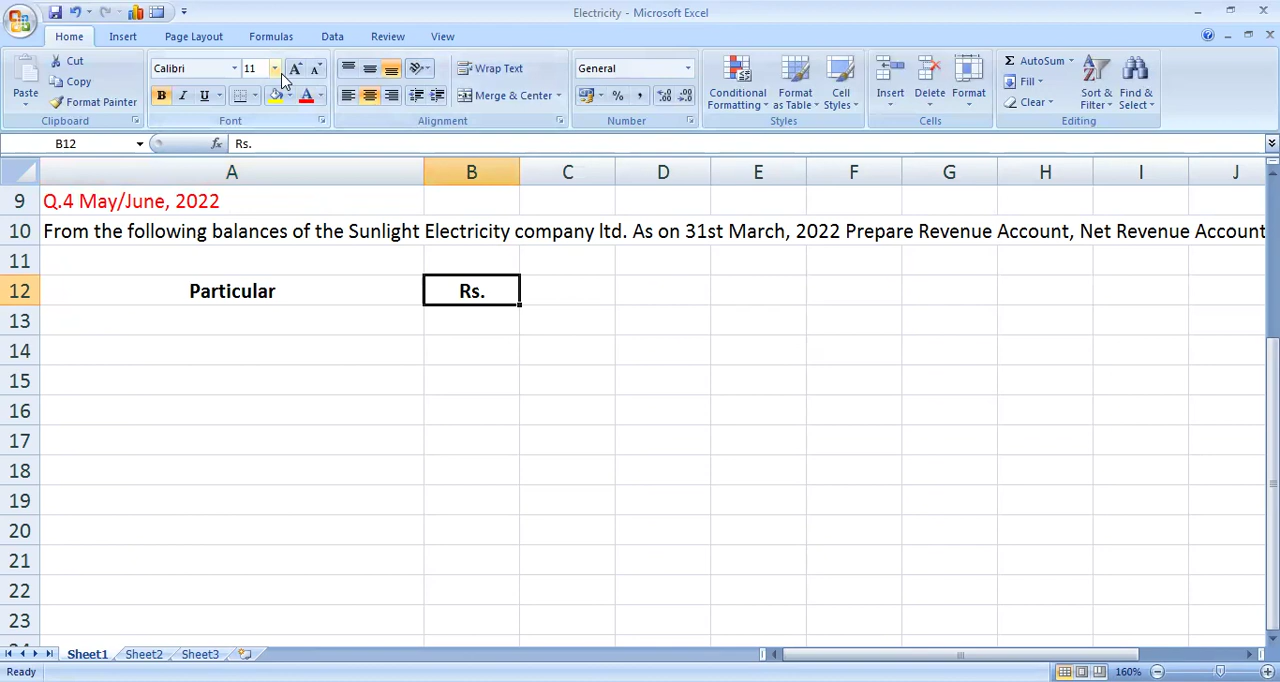 Electricity - Microsoft Excel
Home Insert Page Layout Formulas Data Review View
Cut
Copy
Format Painter
Paste
Clipboard
Calibri 11
B I U
Font
Wrap Text
Merge & Center
Alignment
General
% ,
Number
Conditional Formatting
Format as Table
Cell Styles
Styles
Insert Delete Format
Cells
Σ AutoSum
Fill
Clear
Sort & Filter
Find & Select
Editing
B12 fx Rs.
A B C D E F G H I J
9 Q.4 May/June, 2022
10 From the following balances of the Sunlight Electricity company ltd. As on 31st March, 2022 Prepare Revenue Account, Net Revenue Account
11
12 Particular Rs.
13
14
15
16
17
18
19
20
21
22
23
24
Sheet1 Sheet2 Sheet3
Ready 160%